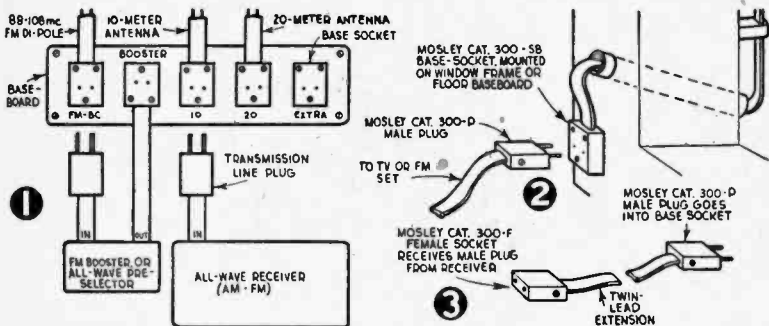 88-108mc
FM DI-POLE
10-METER
ANTENNA
20-METER ANTENNA
BASE SOCKET
BOOSTER
BASE-
BOARD
FM-BC
10
20
EXTRA
TRANSMISSION
LINE PLUG
1
IN
OUT
IN
FM BOOSTER, OR
ALL-WAVE PRE-
SELECTOR
ALL-WAVE RECEIVER
(AM-FM)
MOSLEY CAT. 300-SB
BASE-SOCKET, MOUNTED
ON WINDOW FRAME OR
FLOOR BASEBOARD
MOSLEY CAT. 300-P
MALE PLUG
TO TV OR FM
SET
2
MOSLEY CAT. 300-P
MALE PLUG GOES
INTO BASE SOCKET
MOSLEY CAT. 300-F
FEMALE SOCKET
RECEIVES MALE PLUG
FROM RECEIVER
3
TWIN-
LEAD
EXTENSION